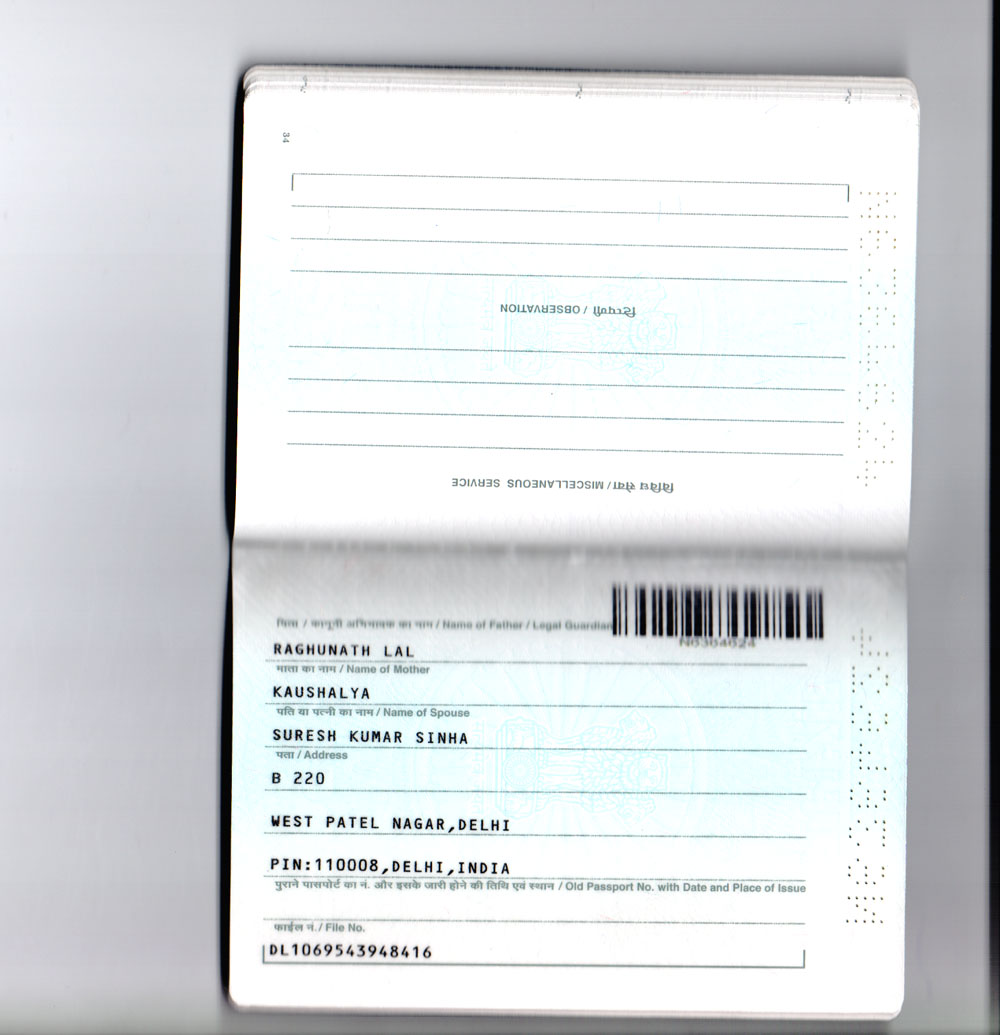 34
टिप्पणी / OBSERVATION
विविध सेवा / MISCELLANEOUS SERVICE
पिता / कानूनी अभिभावक का नाम / Name of Father / Legal Guardian
N6304624
RAGHUNATH LAL
माता का नाम / Name of Mother
KAUSHALYA
पति या पत्नी का नाम / Name of Spouse
SURESH KUMAR SINHA
पता / Address
B 220
WEST PATEL NAGAR,DELHI
PIN:110008,DELHI,INDIA
पुराने पासपोर्ट का नं. और इसके जारी होने की तिथि एवं स्थान / Old Passport No. with Date and Place of Issue
फाईल नं./ File No.
DL1069543948416